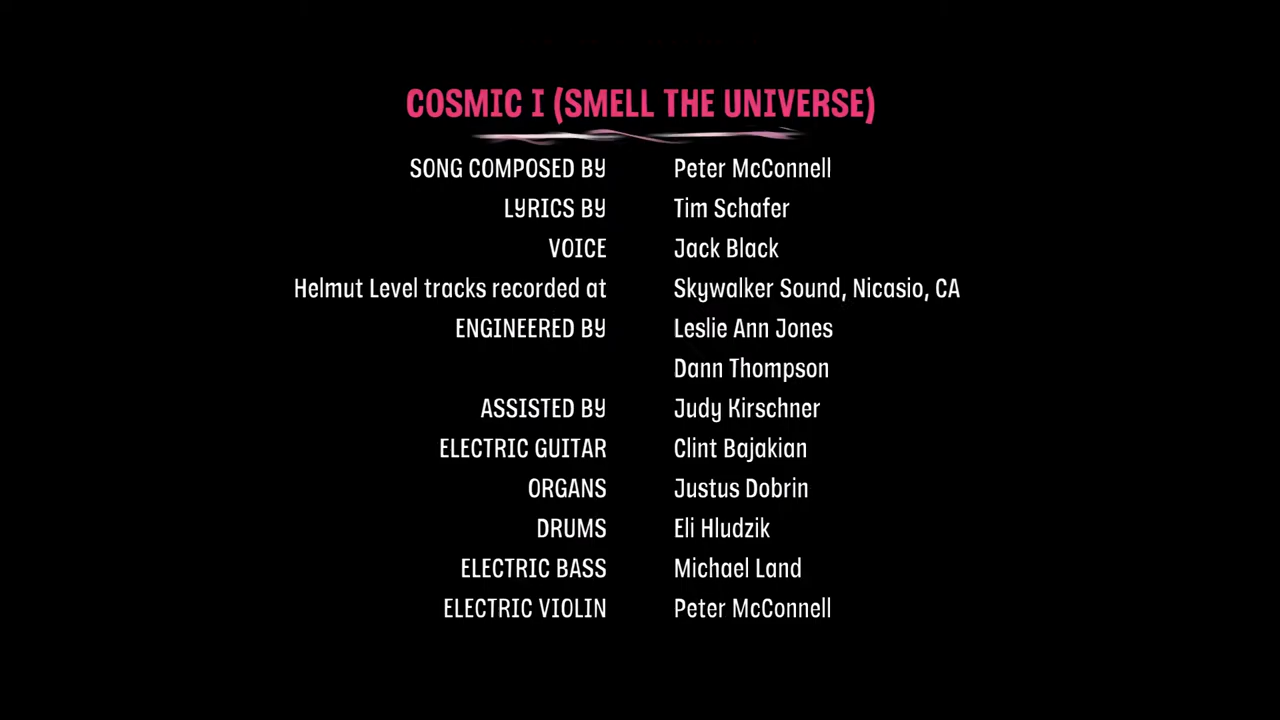 COSMIC I (SMELL THE UNIVERSE)
SONG COMPOSED BY Peter McConnell
LYRICS BY Tim Schafer
VOICE Jack Black
Helmut Level tracks recorded at Skywalker Sound, Nicasio, CA
ENGINEERED BY Leslie Ann Jones
Dann Thompson
ASSISTED BY Judy Kirschner
ELECTRIC GUITAR Clint Bajakian
ORGANS Justus Dobrin
DRUMS Eli Hludzik
ELECTRIC BASS Michael Land
ELECTRIC VIOLIN Peter McConnell